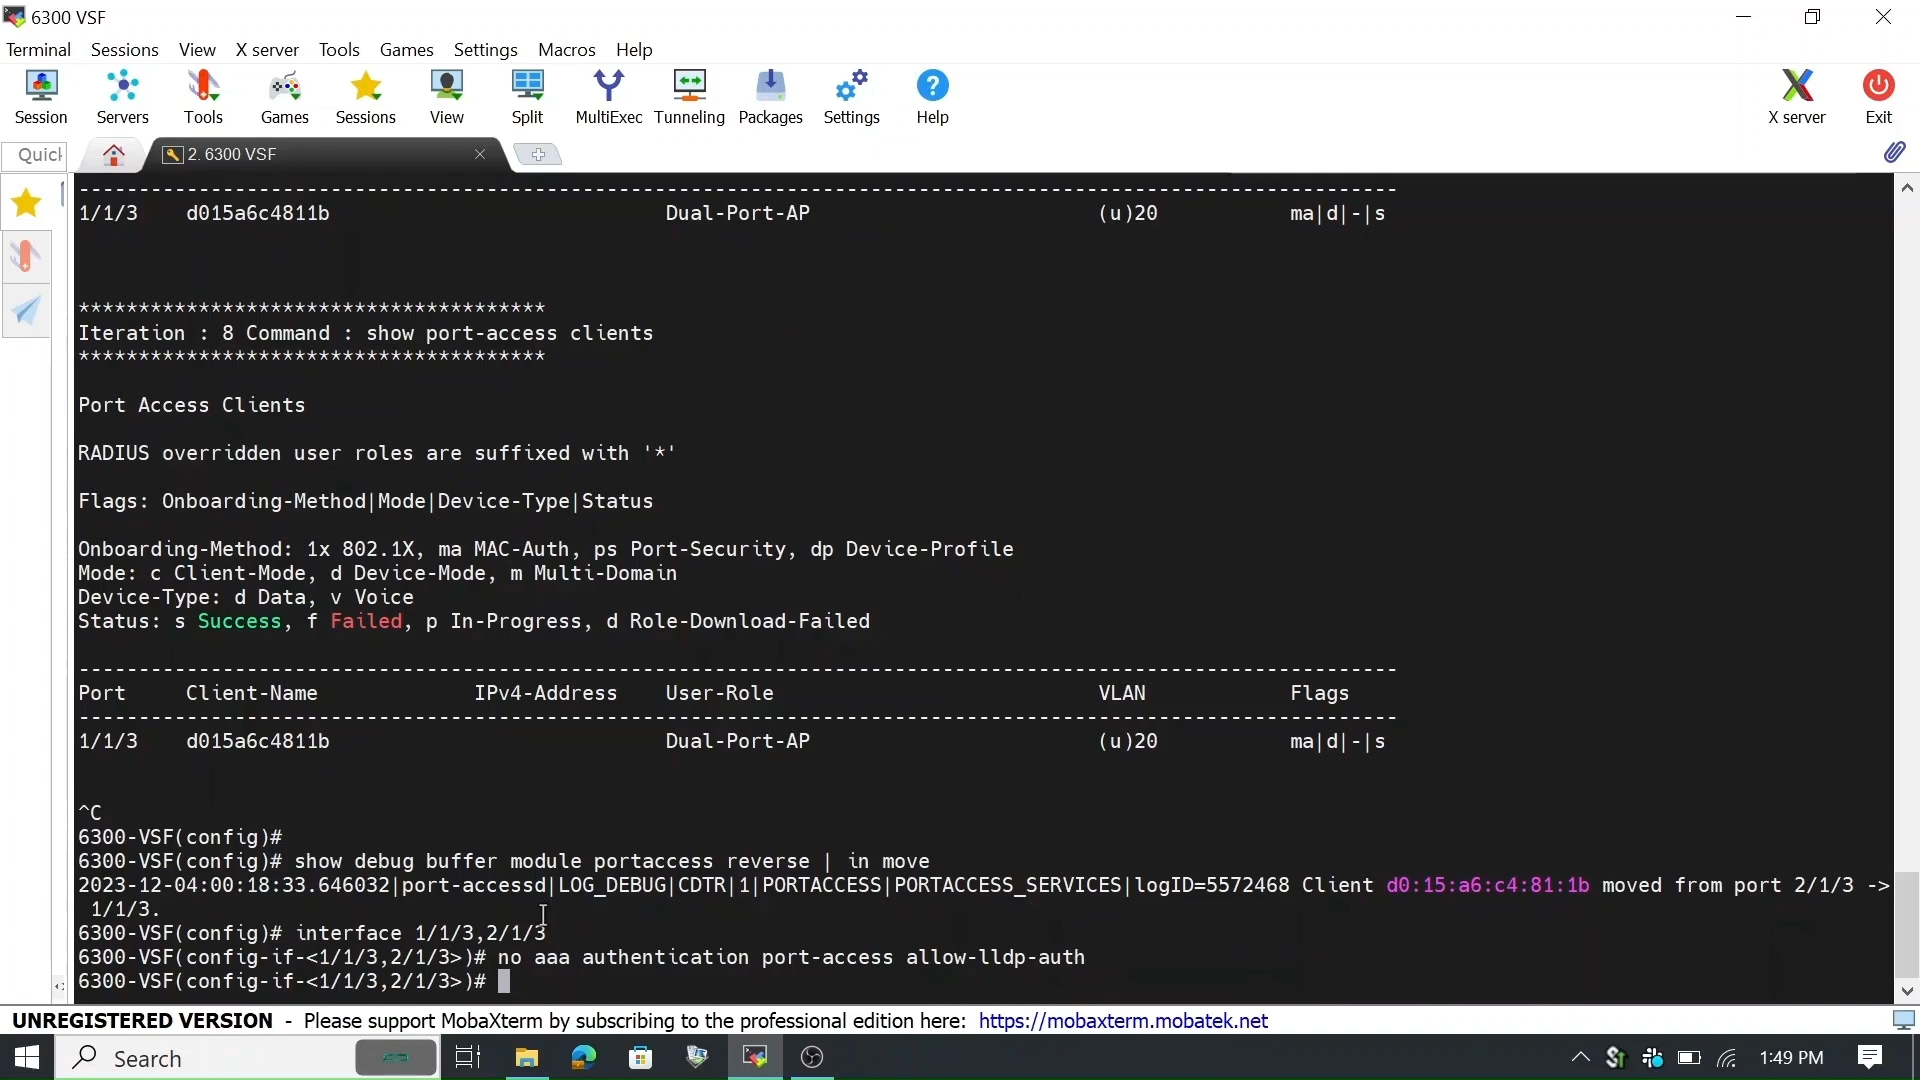 6300 VSF
Terminal Sessions View X server Tools Games Settings Macros Help
Session Servers Tools Games Sessions View Split MultiExec Tunneling Packages Settings Help X server Exit
Quick 2. 6300 VSF
--------------------------------------------------------------------------------------------------------------
1/1/3 d015a6c4811b Dual-Port-AP (u)20 ma|d|-|s
***************************************
Iteration : 8 Command : show port-access clients
***************************************
Port Access Clients
RADIUS overridden user roles are suffixed with '*'
Flags: Onboarding-Method|Mode|Device-Type|Status
Onboarding-Method: 1x 802.1X, ma MAC-Auth, ps Port-Security, dp Device-Profile
Mode: c Client-Mode, d Device-Mode, m Multi-Domain
Device-Type: d Data, v Voice
Status: s Success, f Failed, p In-Progress, d Role-Download-Failed
--------------------------------------------------------------------------------------------------------------
Port Client-Name IPv4-Address User-Role VLAN Flags
--------------------------------------------------------------------------------------------------------------
1/1/3 d015a6c4811b Dual-Port-AP (u)20 ma|d|-|s
^C
6300-VSF(config)#
6300-VSF(config)# show debug buffer module portaccess reverse | in move
2023-12-04:00:18:33.646032|port-accessd|LOG_DEBUG|CDTR|1|PORTACCESS|PORTACCESS_SERVICES|logID=5572468 Client d0:15:a6:c4:81:1b moved from port 2/1/3 ->
1/1/3.
6300-VSF(config)# interface 1/1/3,2/1/3
6300-VSF(config-if-<1/1/3,2/1/3>)# no aaa authentication port-access allow-lldp-auth
6300-VSF(config-if-<1/1/3,2/1/3>)#
UNREGISTERED VERSION - Please support MobaXterm by subscribing to the professional edition here: https://mobaxterm.mobatek.net
Search 1:49 PM